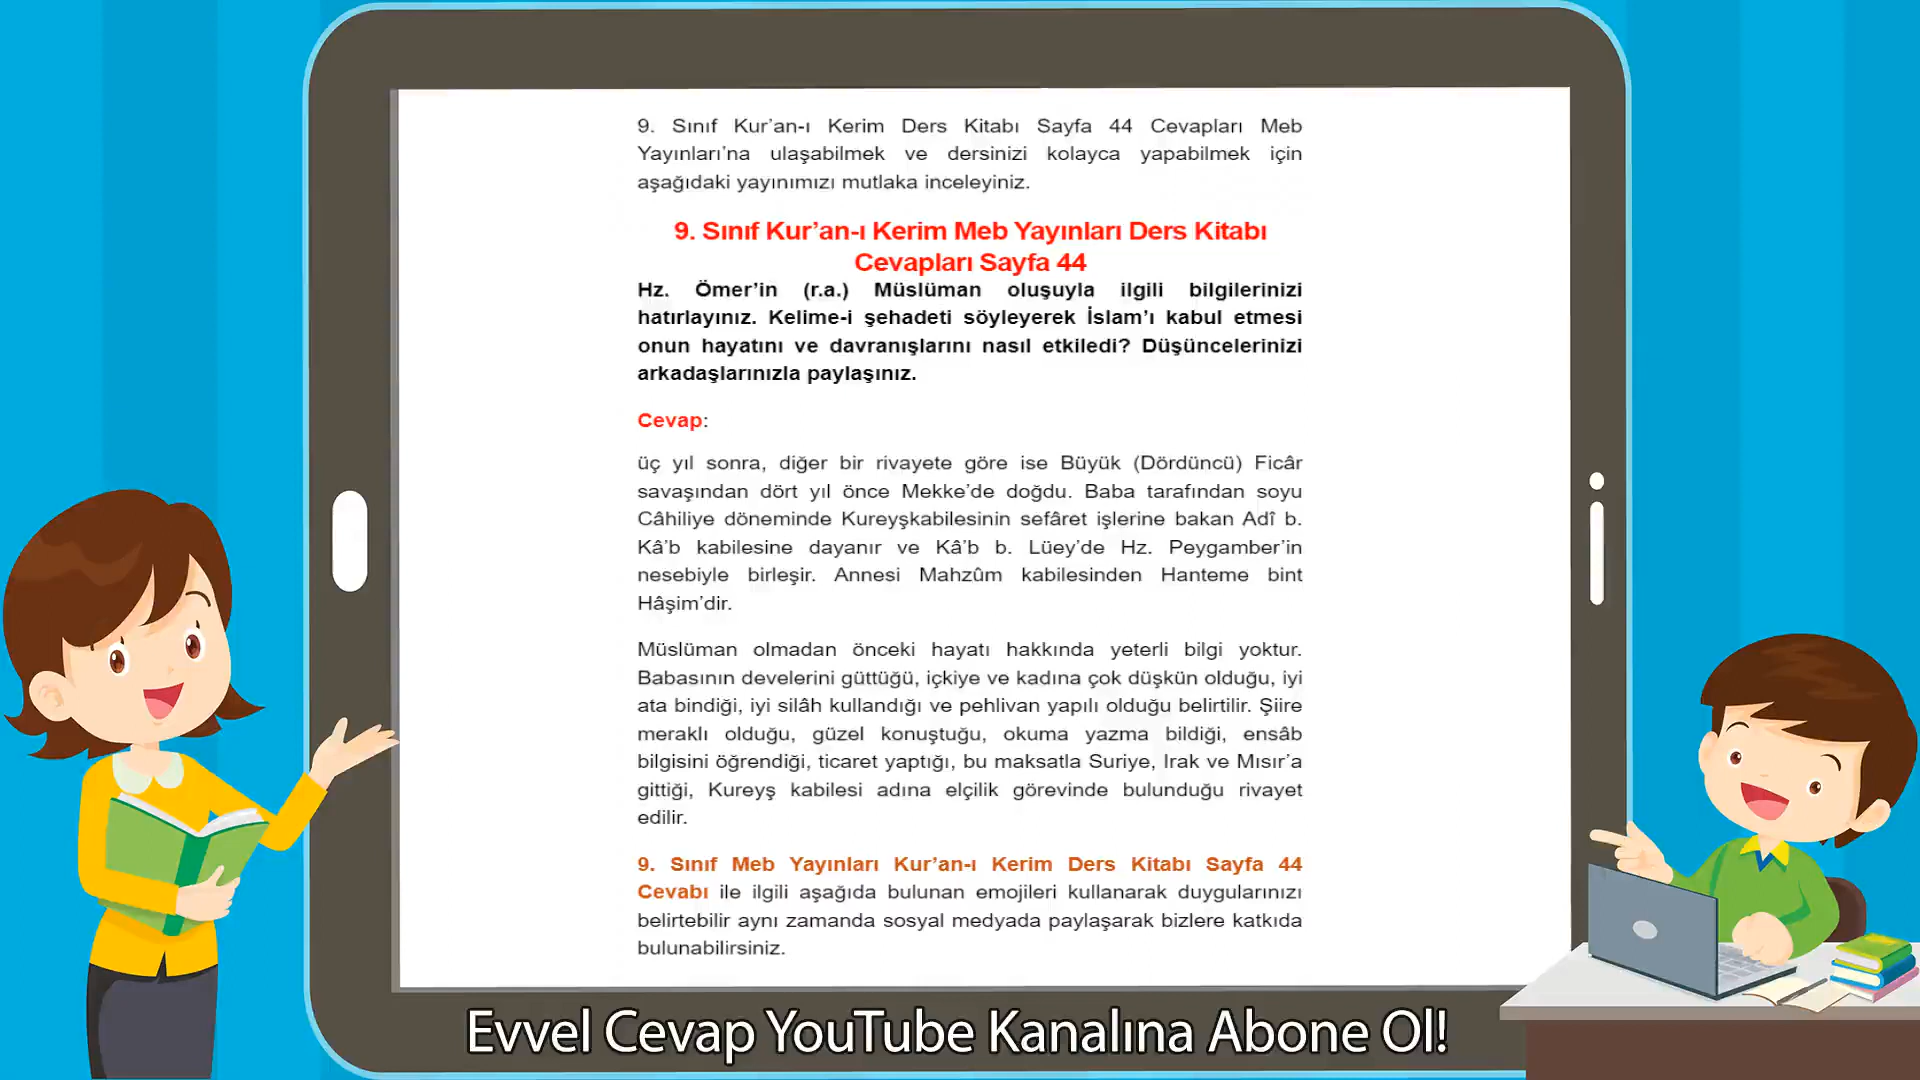 9. Sınıf Kur’an-ı Kerim Ders Kitabı Sayfa 44 Cevapları Meb
Yayınları’na ulaşabilmek ve dersinizi kolayca yapabilmek için
aşağıdaki yayınımızı mutlaka inceleyiniz.
9. Sınıf Kur’an-ı Kerim Meb Yayınları Ders Kitabı
Cevapları Sayfa 44
Hz. Ömer’in (r.a.) Müslüman oluşuyla ilgili bilgilerinizi
hatırlayınız. Kelime-i şehadeti söyleyerek İslam’ı kabul etmesi
onun hayatını ve davranışlarını nasıl etkiledi? Düşüncelerinizi
arkadaşlarınızla paylaşınız.
Cevap:
üç yıl sonra, diğer bir rivayete göre ise Büyük (Dördüncü) Ficâr
savaşından dört yıl önce Mekke’de doğdu. Baba tarafından soyu
Câhiliye döneminde Kureyşkabilesinin sefâret işlerine bakan Adî b.
Kâ’b kabilesine dayanır ve Kâ’b b. Lüey’de Hz. Peygamber’in
nesebiyle birleşir. Annesi Mahzûm kabilesinden Hanteme bint
Hâşim’dir.
Müslüman olmadan önceki hayatı hakkında yeterli bilgi yoktur.
Babasının develerini güttüğü, içkiye ve kadına çok düşkün olduğu, iyi
ata bindiği, iyi silâh kullandığı ve pehlivan yapılı olduğu belirtilir. Şiire
meraklı olduğu, güzel konuştuğu, okuma yazma bildiği, ensâb
bilgisini öğrendiği, ticaret yaptığı, bu maksatla Suriye, Irak ve Mısır’a
gittiği, Kureyş kabilesi adına elçilik görevinde bulunduğu rivayet
edilir.
9. Sınıf Meb Yayınları Kur’an-ı Kerim Ders Kitabı Sayfa 44
Cevabı ile ilgili aşağıda bulunan emojileri kullanarak duygularınızı
belirtebilir aynı zamanda sosyal medyada paylaşarak bizlere katkıda
bulunabilirsiniz.
Evvel Cevap YouTube Kanalına Abone Ol!